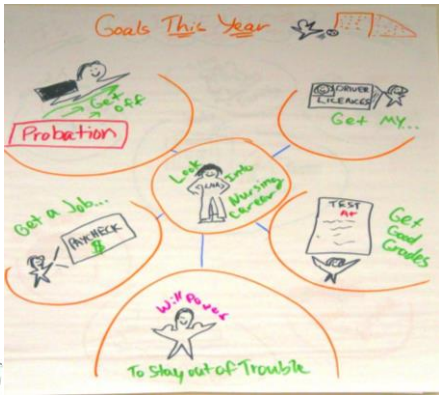 Goals This Year
Get
off
Probation
DRIVER
LICENCES
Get My...
Look Into
CNA
Nursing
Career
Get a Job...
PAYCHECK
$
TEST
A+
Get
Good
Grades
Will power
To Stay out of Trouble